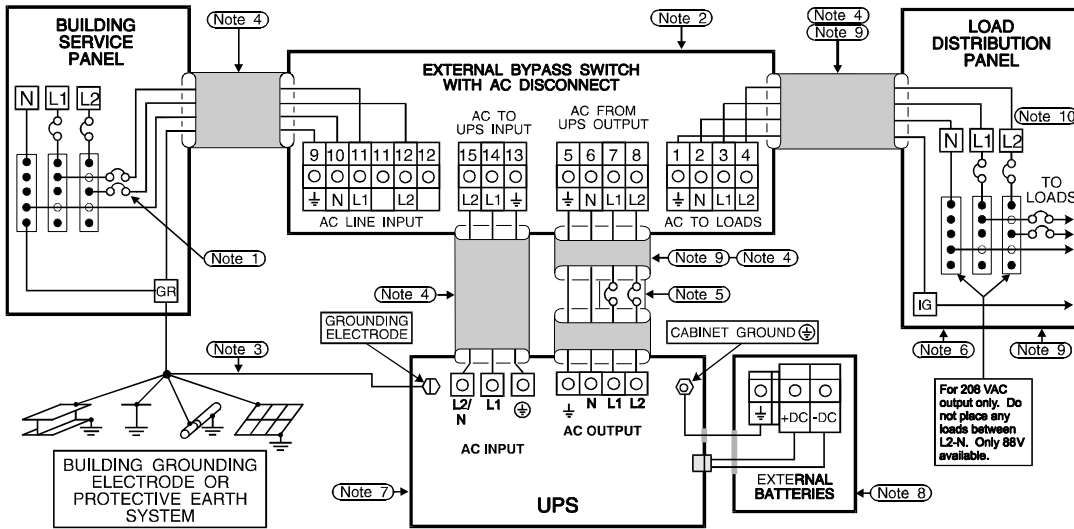 BUILDING
SERVICE
PANEL
N L1 L2
GR
Note 4
Note 1
Note 2
EXTERNAL BYPASS SWITCH
WITH AC DISCONNECT
AC TO
UPS INPUT
AC FROM
UPS OUTPUT
9 10 11 11 12 12
N L1 L2
AC LINE INPUT
15 14 13
L2 L1
5 6 7 8
N L1 L2
1 2 3 4
N L1 L2
AC TO LOADS
Note 4
Note 9
LOAD
DISTRIBUTION
PANEL
Note 10
N L1 L2
TO
LOADS
IG
Note 9 Note 4
Note 4
Note 5
Note 6
Note 9
GROUNDING
ELECTRODE
CABINET GROUND
Note 3
L2/
N
L1
AC INPUT
N L1 L2
AC OUTPUT
+DC -DC
EXTERNAL
BATTERIES
For 208 VAC
output only. Do
not place any
loads between
L2-N. Only 88V
available.
BUILDING GROUNDING
ELECTRODE OR
PROTECTIVE EARTH
SYSTEM
Note 7
UPS
Note 8